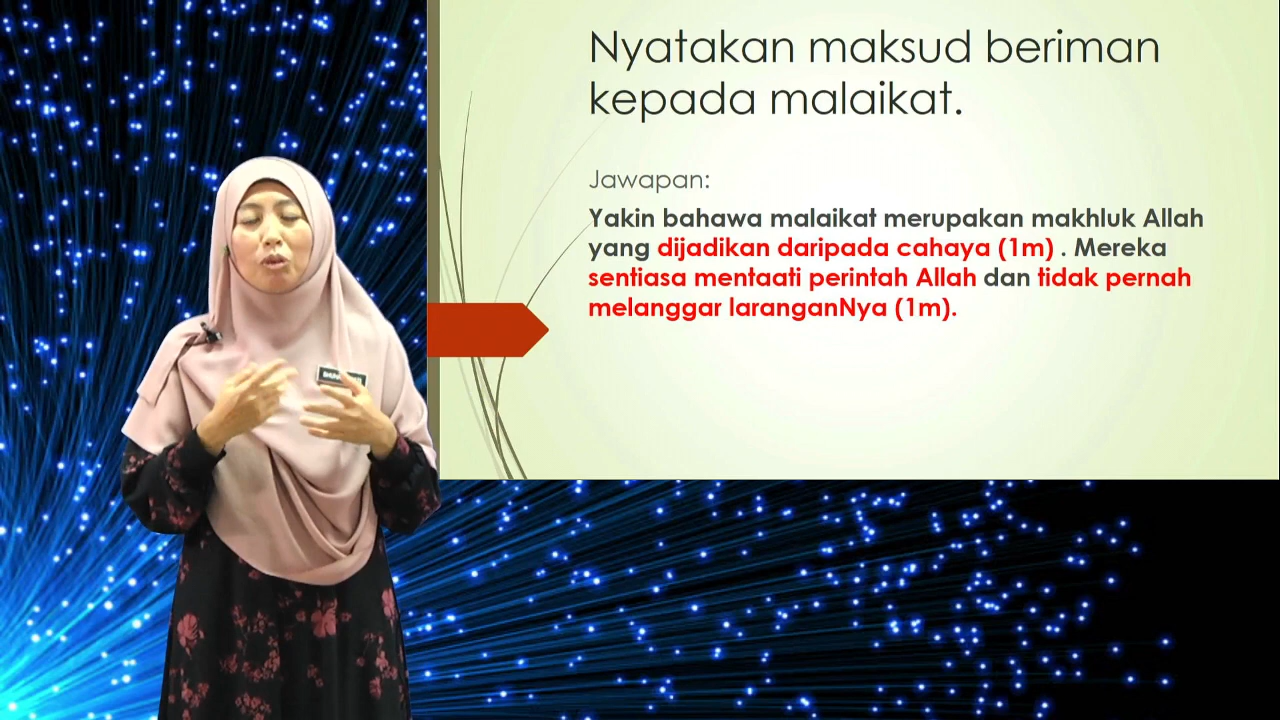 Nyatakan maksud beriman
kepada malaikat.
Jawapan:
Yakin bahawa malaikat merupakan makhluk Allah
yang dijadikan daripada cahaya (1m) . Mereka
sentiasa mentaati perintah Allah dan tidak pernah
melanggar laranganNya (1m).